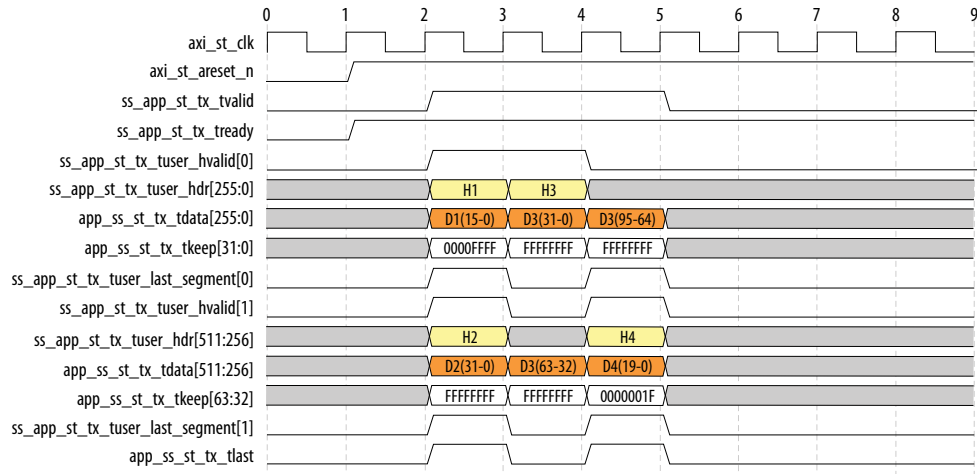 0 1 2 3 4 5 6 7 8 9
axi_st_clk
axi_st_areset_n
ss_app_st_tx_tvalid
ss_app_st_tx_tready
ss_app_st_tx_tuser_hvalid[0]
ss_app_st_tx_tuser_hdr[255:0] H1 H3
app_ss_st_tx_tdata[255:0] D1(15-0) D3(31-0) D3(95-64)
app_ss_st_tx_tkeep[31:0] 0000FFFF FFFFFFFF FFFFFFFF
ss_app_st_tx_tuser_last_segment[0]
ss_app_st_tx_tuser_hvalid[1]
ss_app_st_tx_tuser_hdr[511:256] H2 H4
app_ss_st_tx_tdata[511:256] D2(31-0) D3(63-32) D4(19-0)
app_ss_st_tx_tkeep[63:32] FFFFFFFF FFFFFFFF 0000001F
ss_app_st_tx_tuser_last_segment[1]
app_ss_st_tx_tlast